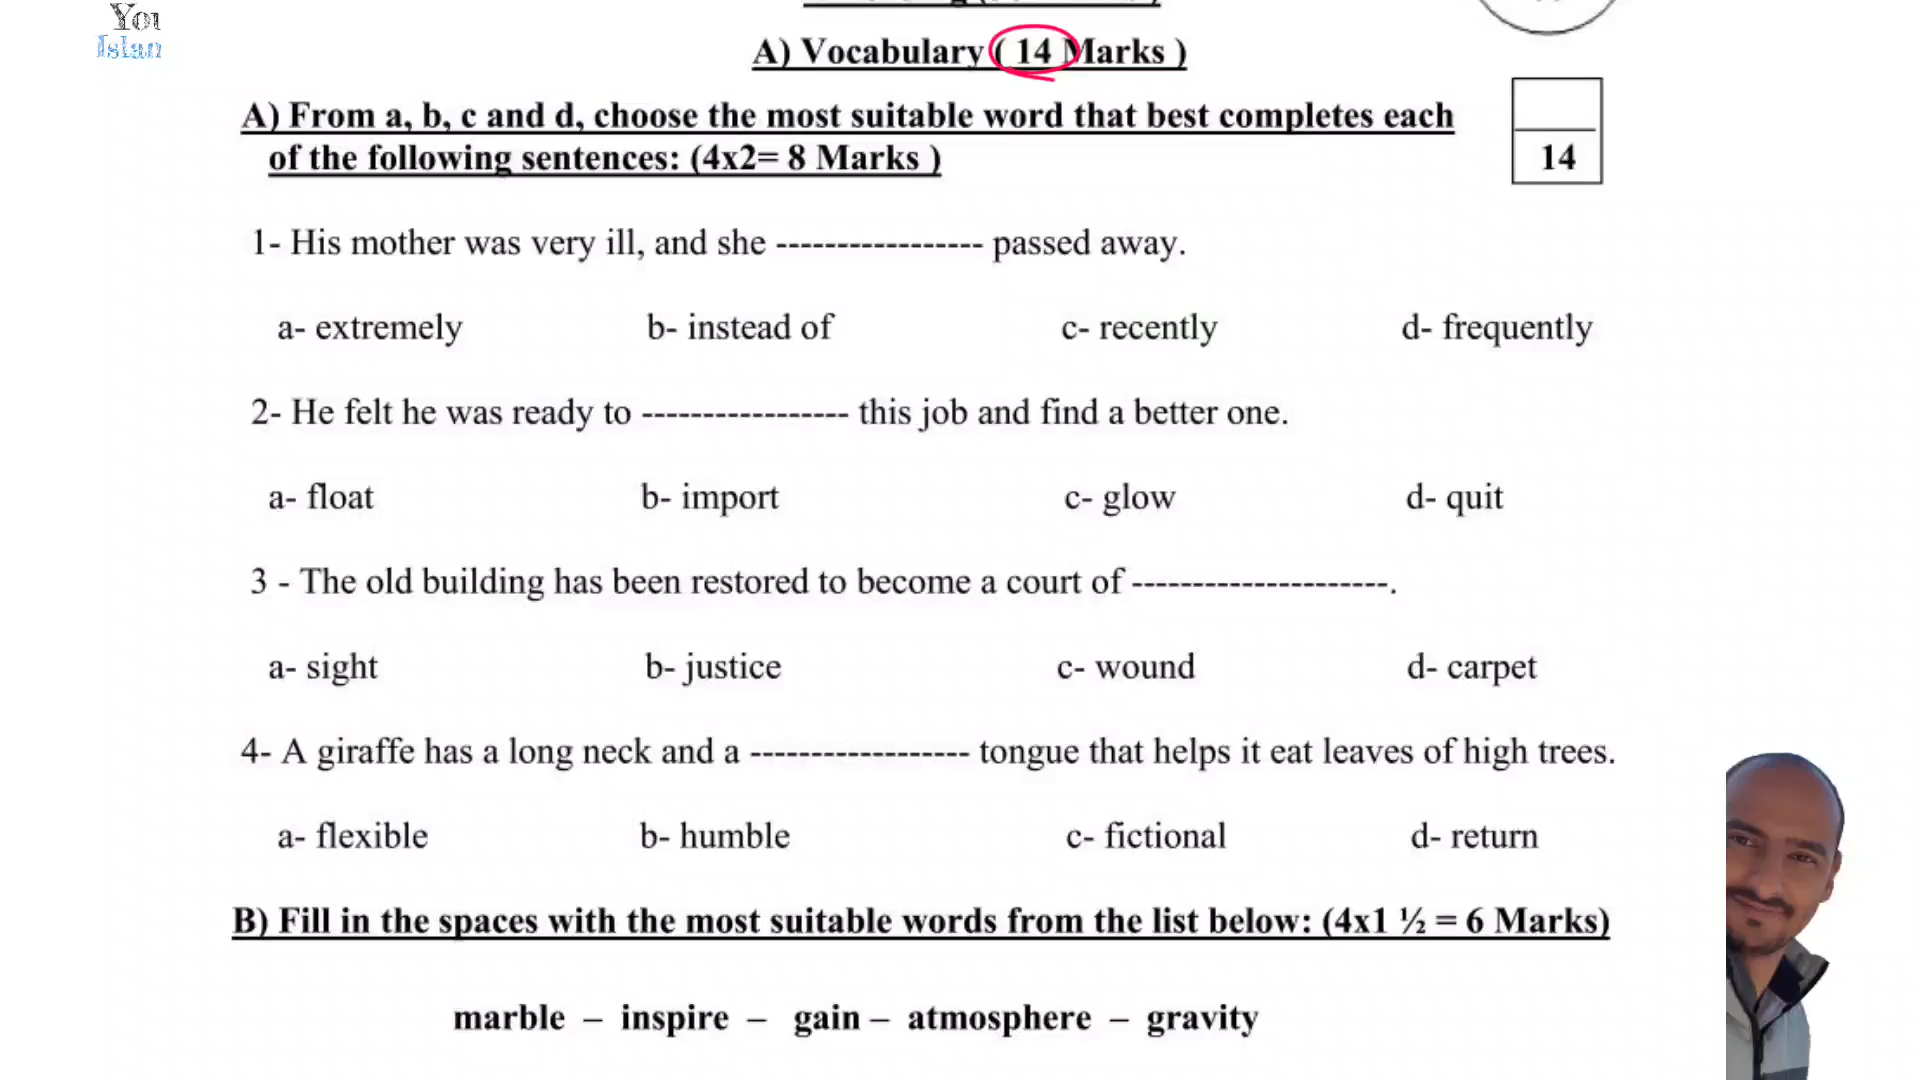 You
Islan
A) Vocabulary ( 14 Marks )
A) From a, b, c and d, choose the most suitable word that best completes each
of the following sentences: (4x2= 8 Marks )
14
1- His mother was very ill, and she ----------------- passed away.
a- extremely b- instead of c- recently d- frequently
2- He felt he was ready to ----------------- this job and find a better one.
a- float b- import c- glow d- quit
3 - The old building has been restored to become a court of ---------------------.
a- sight b- justice c- wound d- carpet
4- A giraffe has a long neck and a ------------------ tongue that helps it eat leaves of high trees.
a- flexible b- humble c- fictional d- return
B) Fill in the spaces with the most suitable words from the list below: (4x1 ½ = 6 Marks)
marble – inspire – gain – atmosphere – gravity